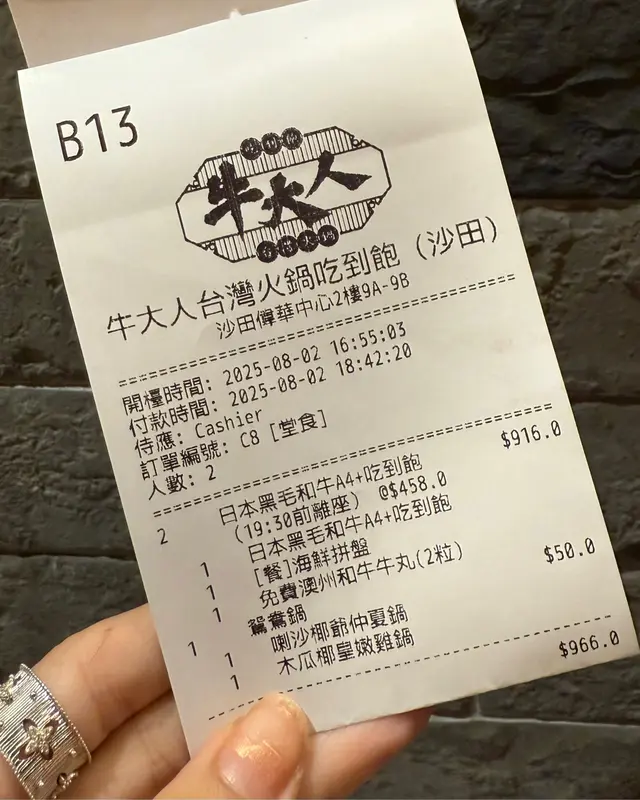 B13
牛大人
台灣火鍋
牛大人台灣火鍋吃到飽 (沙田)
沙田偉華中心2樓9A-9B
開檯時間: 2025-08-02 16:55:03
付款時間: 2025-08-02 18:42:20
侍應: Cashier
訂單編號: C8 [堂食]
人數: 2
2 日本黑毛和牛A4+吃到飽 $916.0
(19:30前離座) @$458.0
1 日本黑毛和牛A4+吃到飽
1 [餐]海鮮拼盤
1 免費澳州和牛牛丸(2粒)
1 鴛鴦鍋 $50.0
1 喇沙椰爺仲夏鍋
1 木瓜椰皇嫩雞鍋
$966.0